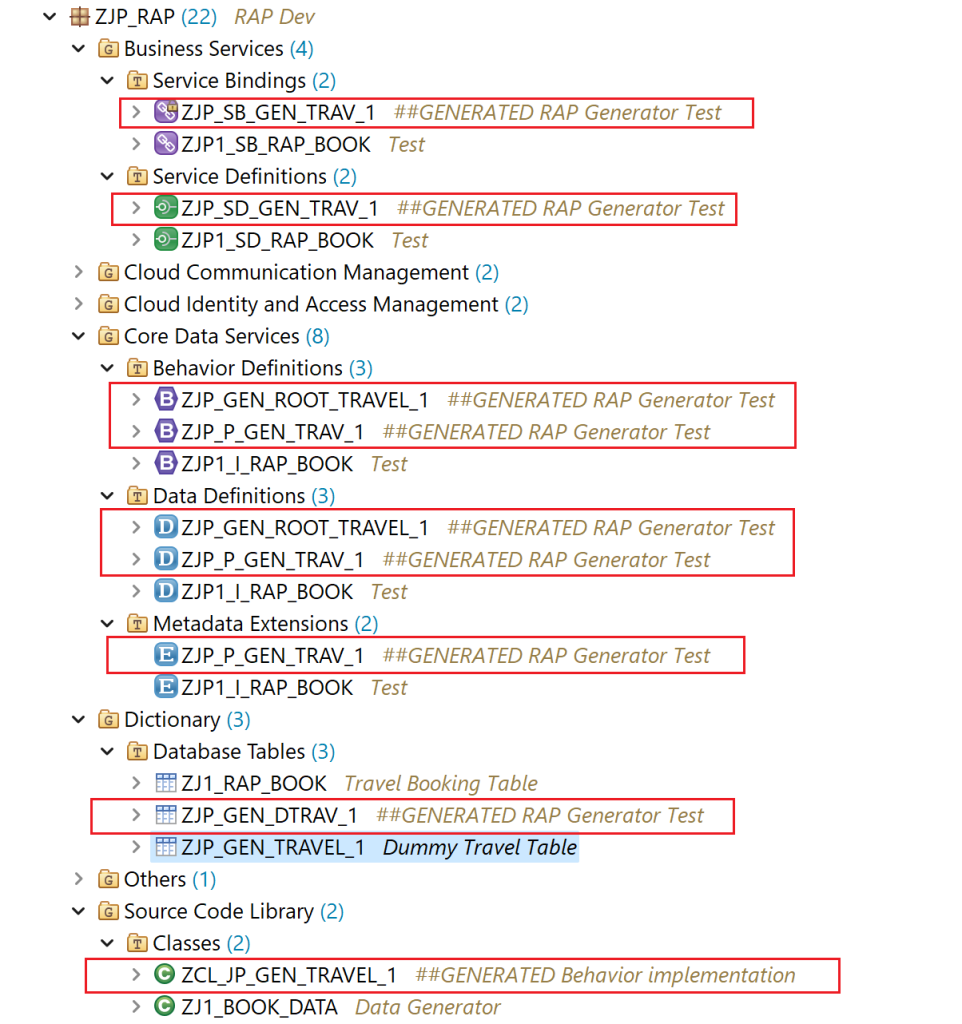 ZJP_RAP (22) RAP Dev
G Business Services (4)
T Service Bindings (2)
ZJP_SB_GEN_TRAV_1 ##GENERATED RAP Generator Test
ZJP1_SB_RAP_BOOK Test
T Service Definitions (2)
ZJP_SD_GEN_TRAV_1 ##GENERATED RAP Generator Test
ZJP1_SD_RAP_BOOK Test
G Cloud Communication Management (2)
G Cloud Identity and Access Management (2)
G Core Data Services (8)
T Behavior Definitions (3)
B ZJP_GEN_ROOT_TRAVEL_1 ##GENERATED RAP Generator Test
B ZJP_P_GEN_TRAV_1 ##GENERATED RAP Generator Test
B ZJP1_I_RAP_BOOK Test
T Data Definitions (3)
D ZJP_GEN_ROOT_TRAVEL_1 ##GENERATED RAP Generator Test
D ZJP_P_GEN_TRAV_1 ##GENERATED RAP Generator Test
D ZJP1_I_RAP_BOOK Test
T Metadata Extensions (2)
E ZJP_P_GEN_TRAV_1 ##GENERATED RAP Generator Test
E ZJP1_I_RAP_BOOK Test
G Dictionary (3)
T Database Tables (3)
ZJ1_RAP_BOOK Travel Booking Table
ZJP_GEN_DTRAV_1 ##GENERATED RAP Generator Test
ZJP_GEN_TRAVEL_1 Dummy Travel Table
G Others (1)
G Source Code Library (2)
T Classes (2)
C ZCL_JP_GEN_TRAVEL_1 ##GENERATED Behavior implementation
C ZJ1_BOOK_DATA Data Generator